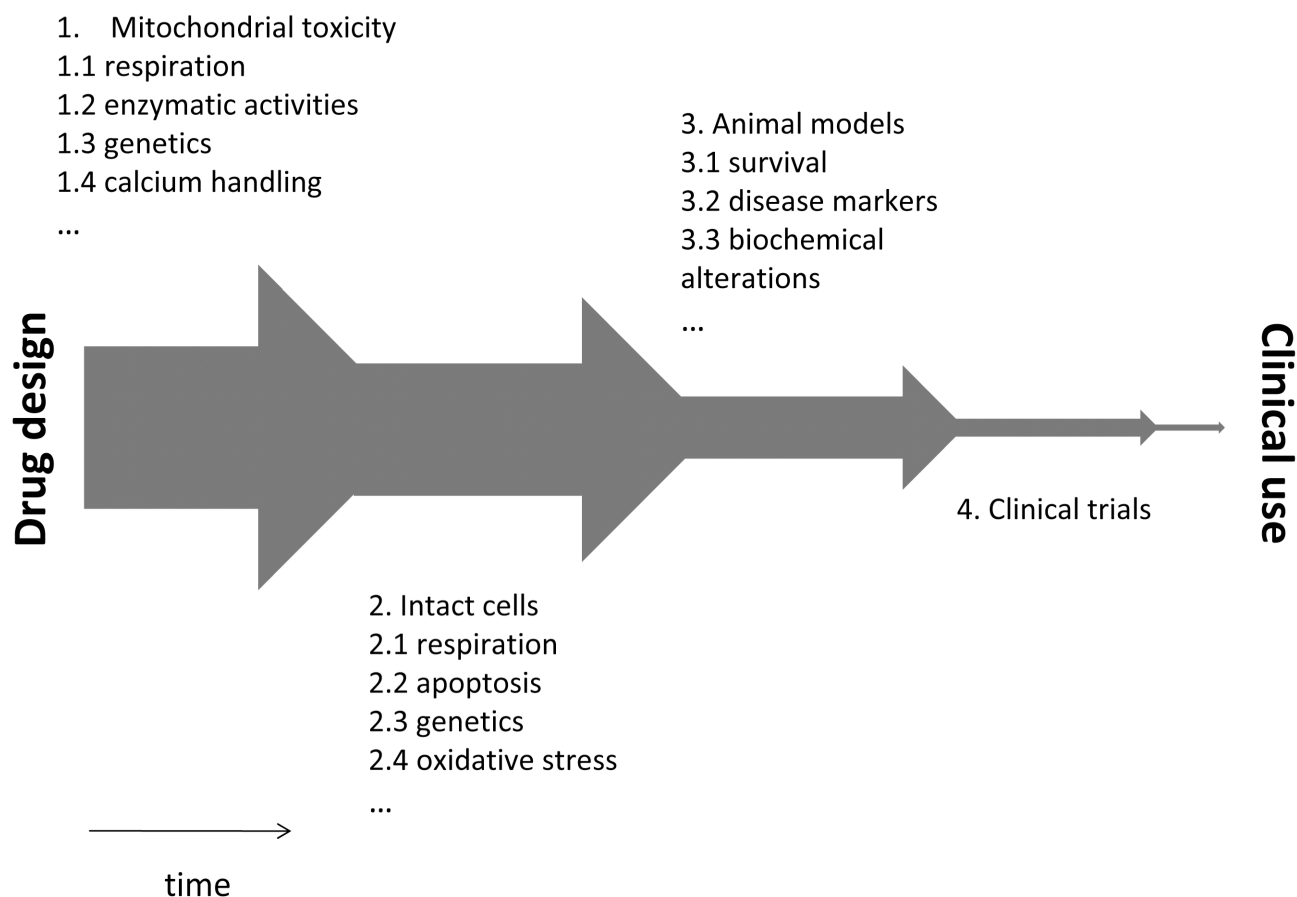 1. Mitochondrial toxicity
1.1 respiration
1.2 enzymatic activities
1.3 genetics
1.4 calcium handling
...
3. Animal models
3.1 survival
3.2 disease markers
3.3 biochemical
alterations
...
Drug design
Clinical use
4. Clinical trials
2. Intact cells
2.1 respiration
2.2 apoptosis
2.3 genetics
2.4 oxidative stress
...
time